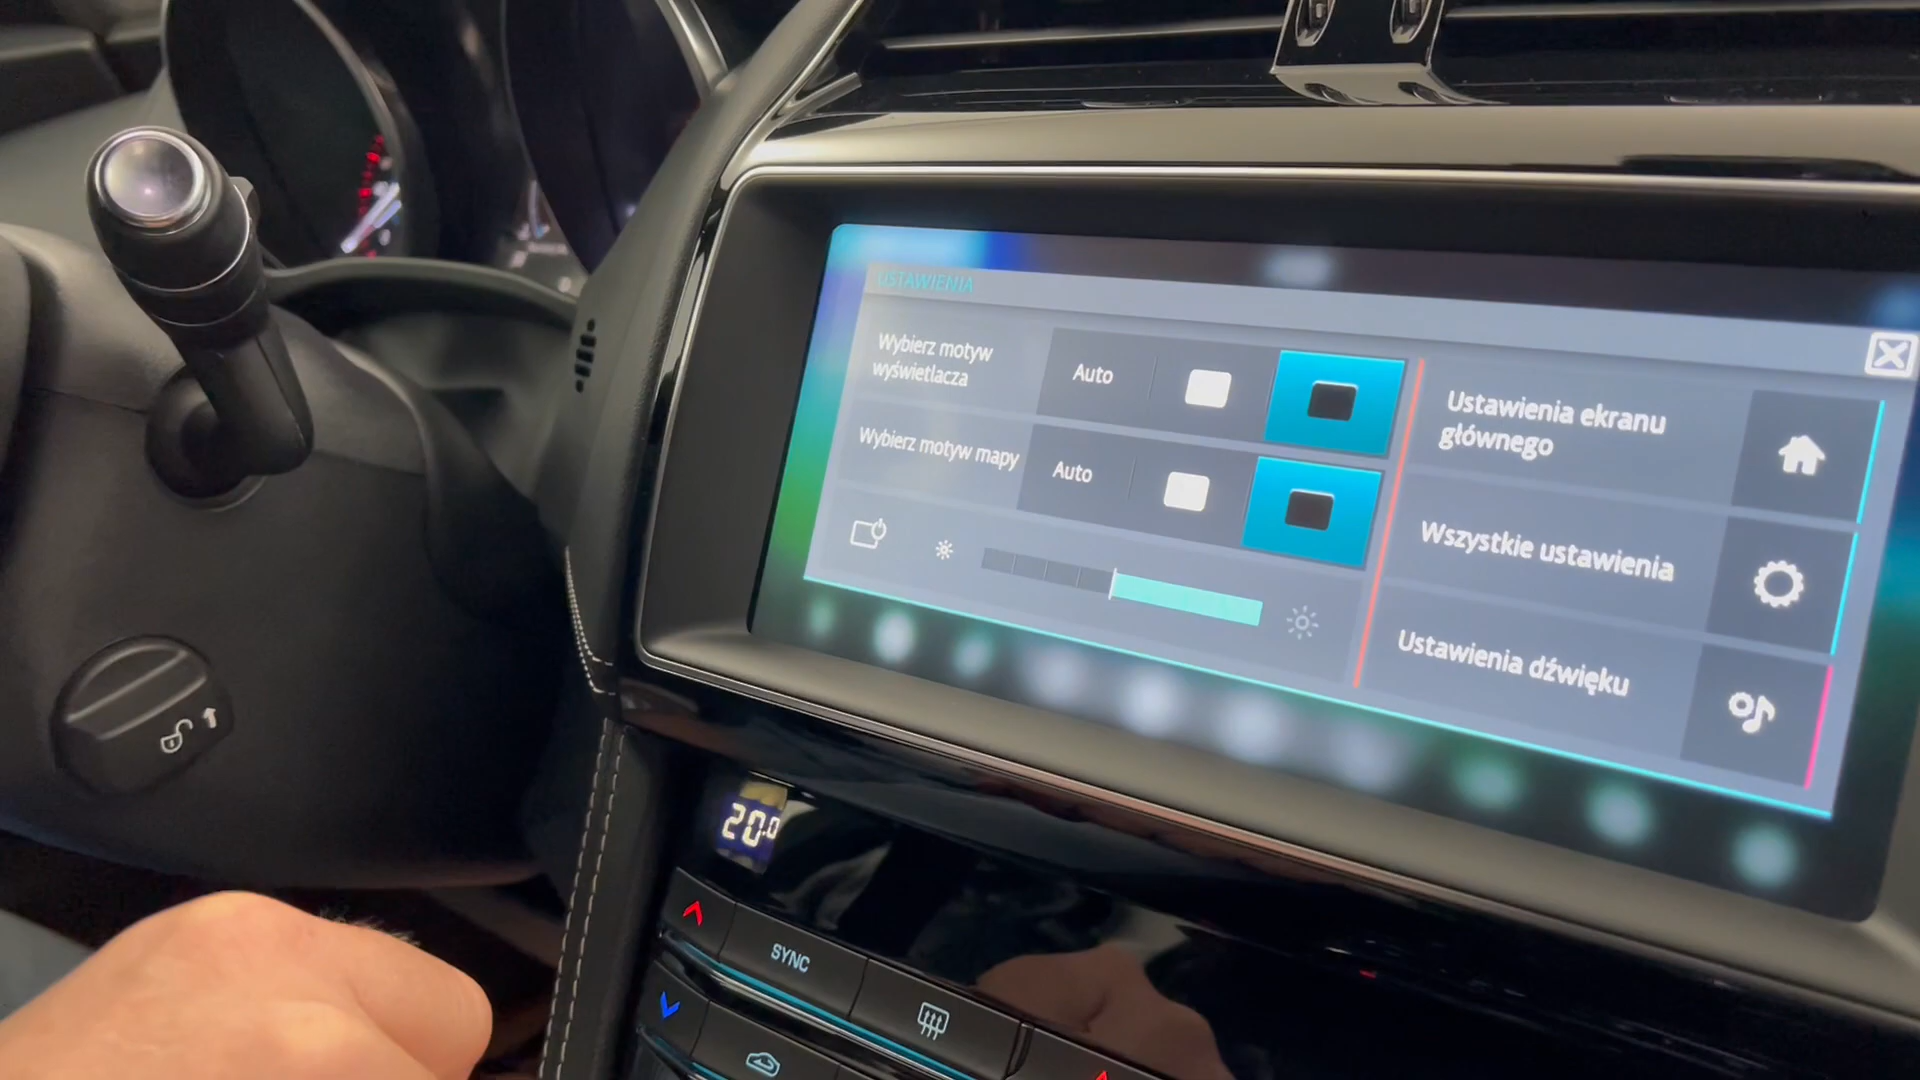 USTAWIENIA
Wybierz motyw
wyświetlacza
Auto
Wybierz motyw mapy
Auto
Ustawienia ekranu
głównego
Wszystkie ustawienia
Ustawienia dźwięku
20.0
SYNC